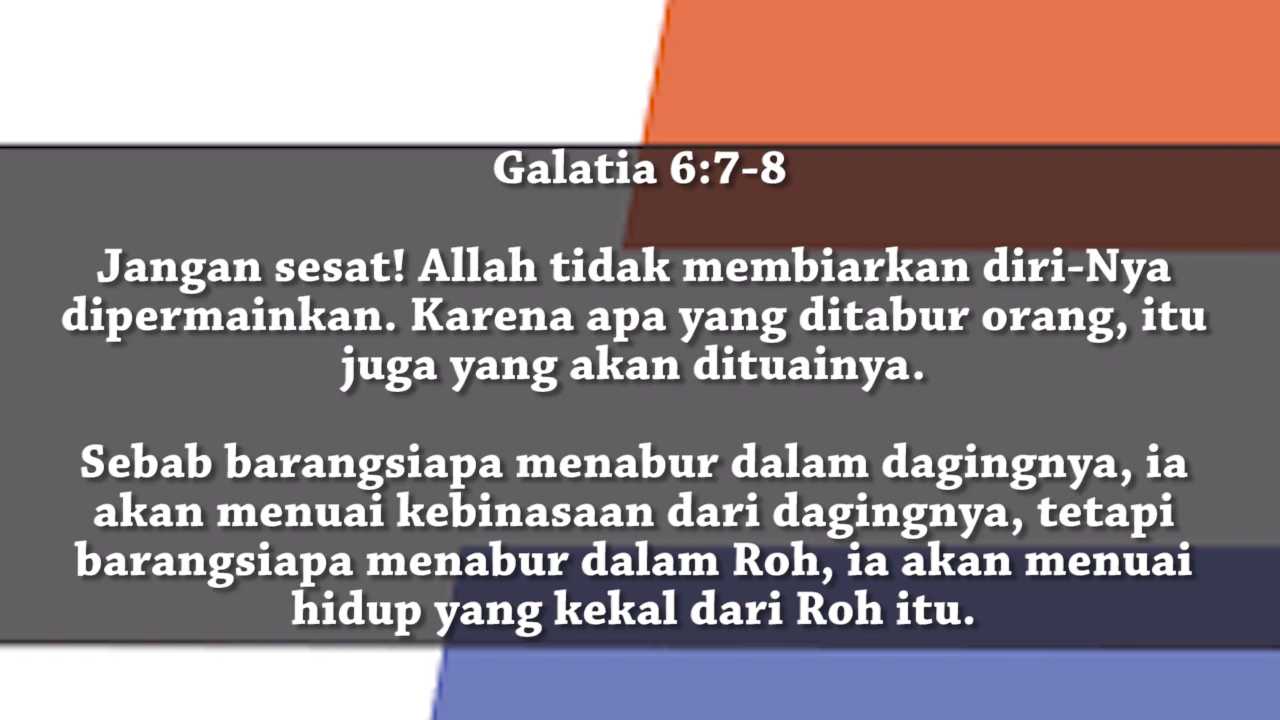 Galatia 6:7-8
Jangan sesat! Allah tidak membiarkan diri-Nya
dipermainkan. Karena apa yang ditabur orang, itu
juga yang akan dituainya.
Sebab barangsiapa menabur dalam dagingnya, ia
akan menuai kebinasaan dari dagingnya, tetapi
barangsiapa menabur dalam Roh, ia akan menuai
hidup yang kekal dari Roh itu.